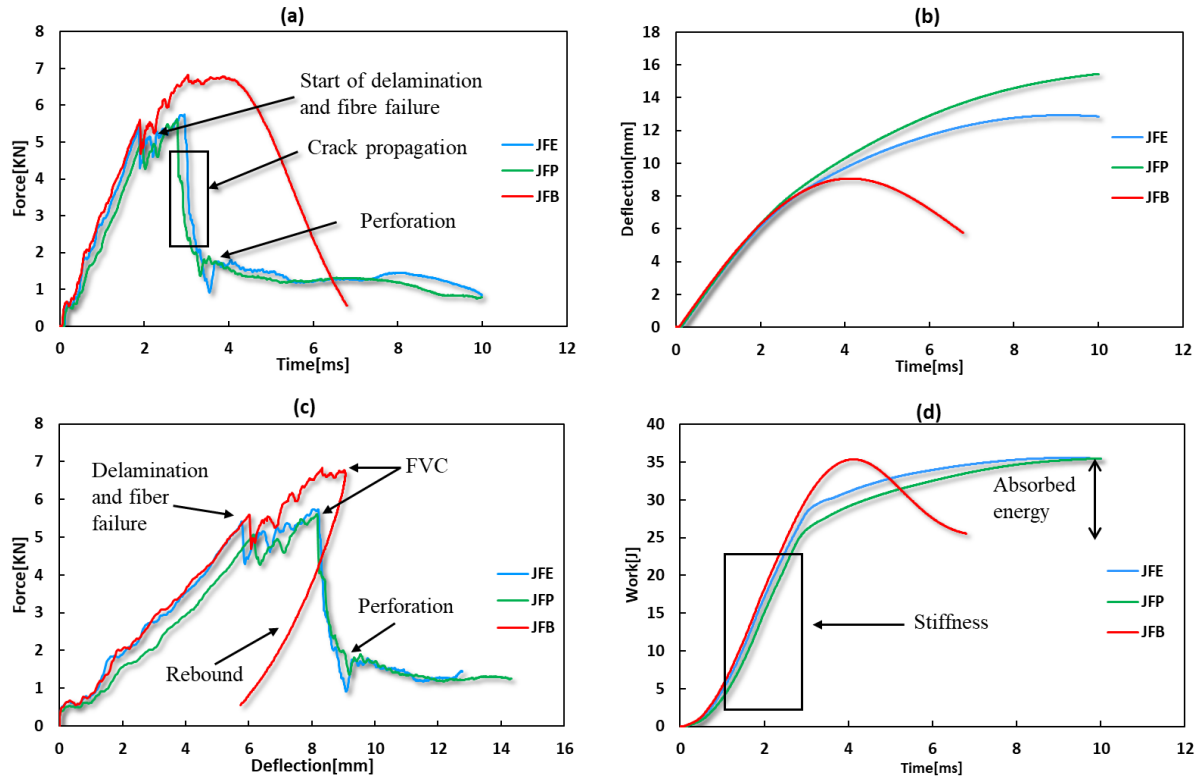 (a)
8
7
6
5
4
3
2
1
0
Force[KN]
Start of delamination
and fibre failure
Crack propagation
Perforation
JFE
JFP
JFB
0 2 4 6 8 10 12
Time[ms]
(b)
18
16
14
12
10
8
6
4
2
0
Deflection[mm]
JFE
JFP
JFB
0 2 4 6 8 10 12
Time[ms]
(c)
8
7
6
5
4
3
2
1
0
Force[KN]
Delamination
and fiber
failure
FVC
Perforation
Rebound
JFE
JFP
JFB
0 2 4 6 8 10 12 14 16
Deflection[mm]
(d)
40
35
30
25
20
15
10
5
0
Work[J]
Absorbed
energy
Stiffness
JFE
JFP
JFB
0 2 4 6 8 10 12
Time[ms]